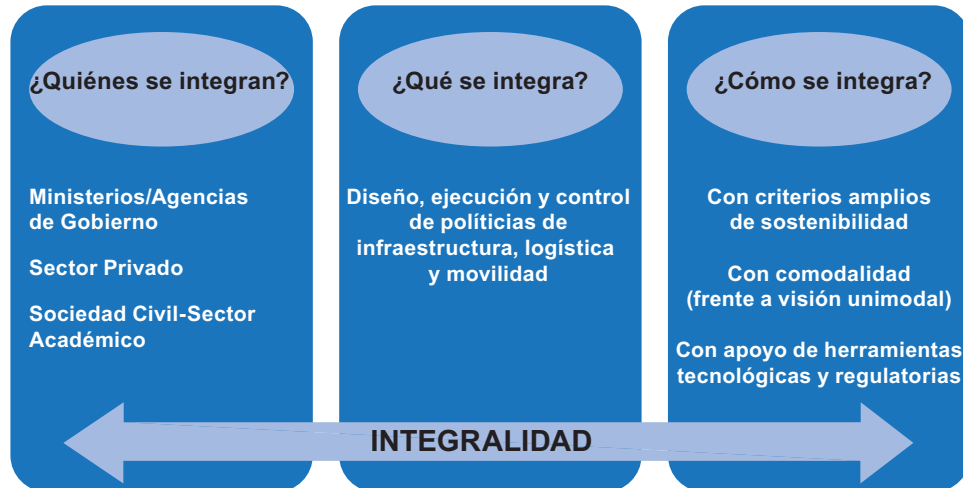 ¿Quiénes se integran?
Ministerios/Agencias
de Gobierno
Sector Privado
Sociedad Civil-Sector
Académico
¿Qué se integra?
Diseño, ejecución y control
de políticias de
infraestructura, logística
y movilidad
¿Cómo se integra?
Con criterios amplios
de sostenibilidad
Con comodalidad
(frente a visión unimodal)
Con apoyo de herramientas
tecnológicas y regulatorias
INTEGRALIDAD